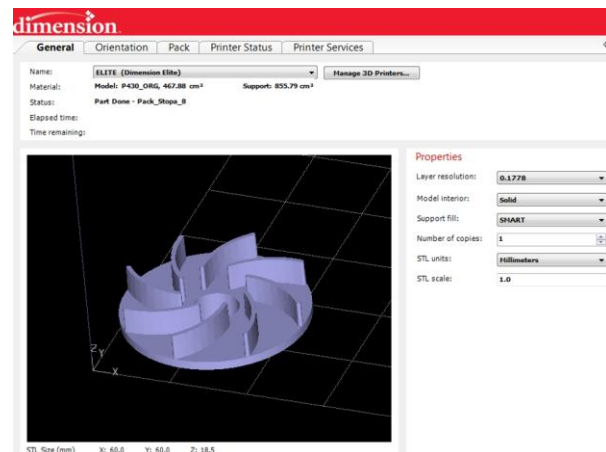 dimension.
General Orientation Pack Printer Status Printer Services
Name: ELITE (Dimension Elite) Manage 3D Printers...
Material: Model: P430_ORG, 467.88 cm³ Support: 855.79 cm³
Status: Part Done - Pack_Stopa_8
Elapsed time:
Time remaining:
Properties
Layer resolution: 0.1778
Model interior: Solid
Support fill: SMART
Number of copies: 1
STL units: Millimeters
STL scale: 1.0
Z
Y
X
STL Size (mm) X: 60.0 Y: 60.0 Z: 18.5